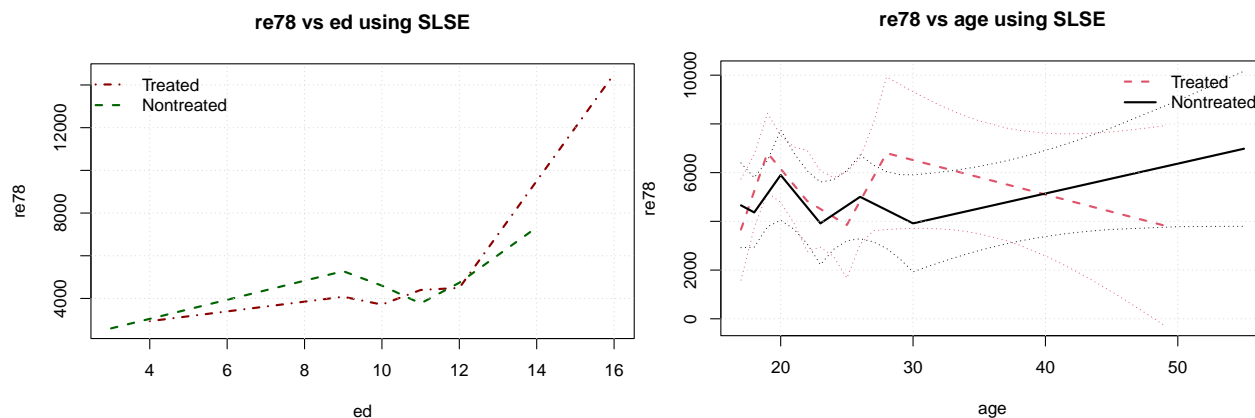 re78 vs ed using SLSE
Treated
Nontreated
re78
4000
8000
12000
4
6
8
10
12
14
16
ed
re78 vs age using SLSE
Treated
Nontreated
re78
0
2000
6000
10000
20
30
40
50
age